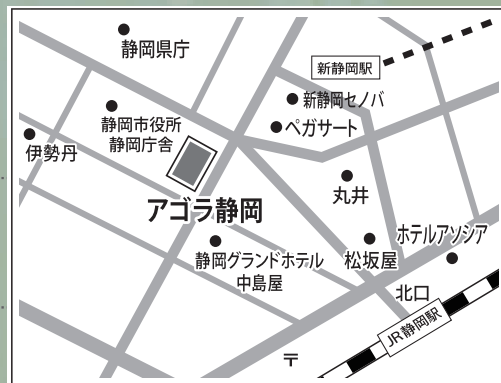 静岡県庁
新静岡駅
新静岡セノバ
ペガサート
静岡市役所
静岡庁舎
伊勢丹
アゴラ静岡
丸井
静岡グランドホテル
中島屋
松坂屋
ホテルアソシア
北口
JR静岡駅
〒